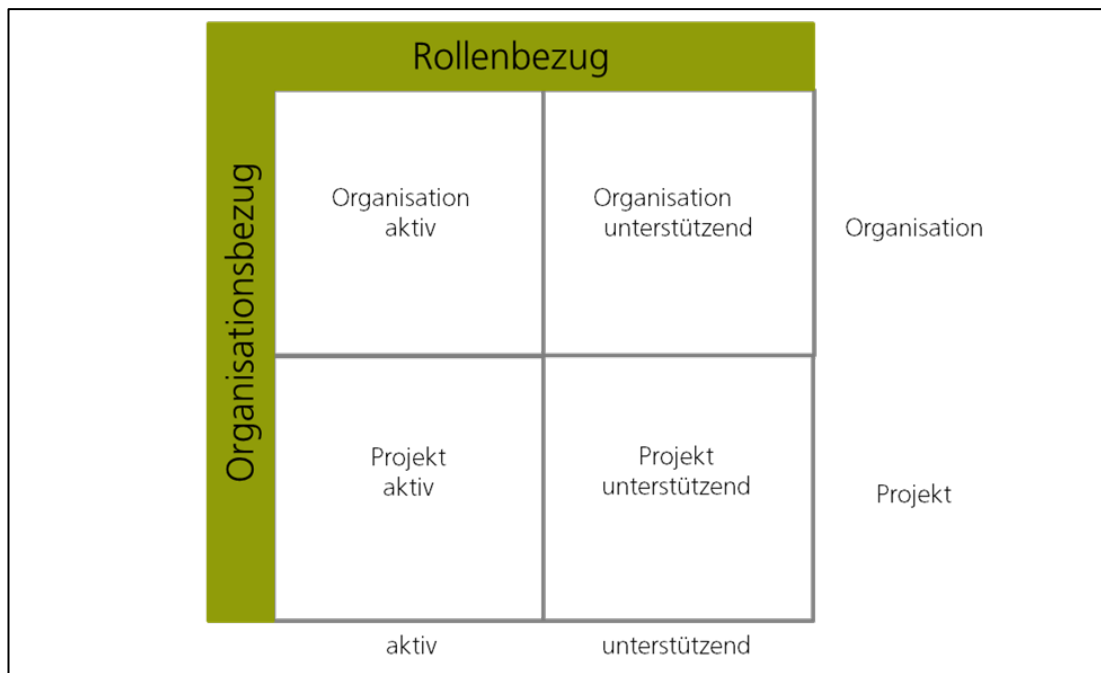 Rollenbezug
Organisationsbezug
Organisation
aktiv
Organisation
unterstützend
Organisation
Projekt
aktiv
Projekt
unterstützend
Projekt
aktiv
unterstützend